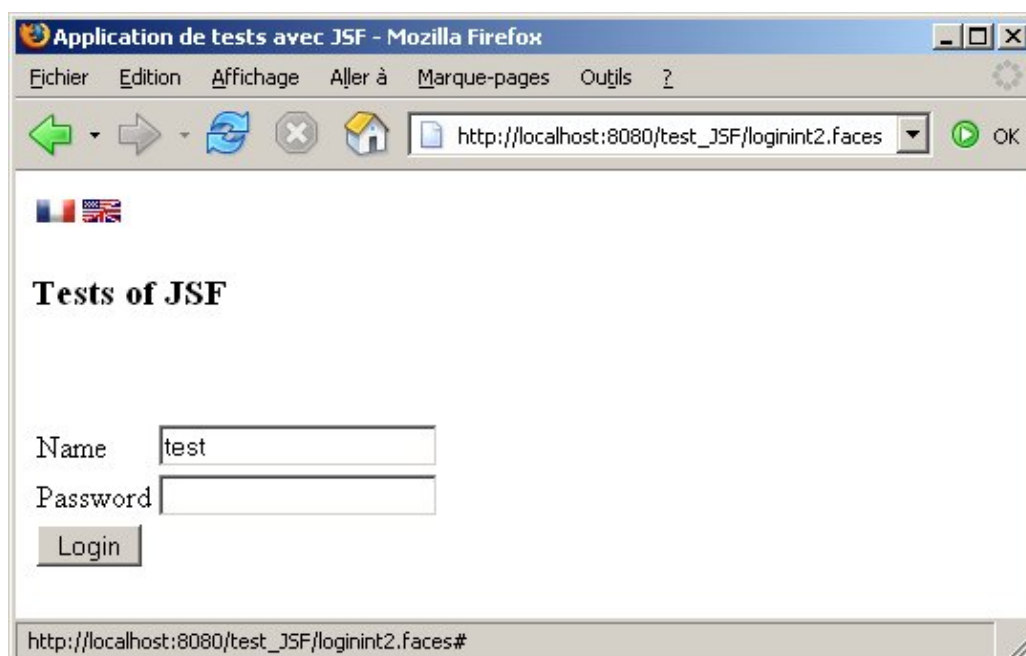 Application de tests avec JSF - Mozilla Firefox
Fichier Edition Affichage Aller à Marque-pages Outils ?
http://localhost:8080/test_JSF/loginint2.faces OK
Tests of JSF
Name test
Password
Login
http://localhost:8080/test_JSF/loginint2.faces#